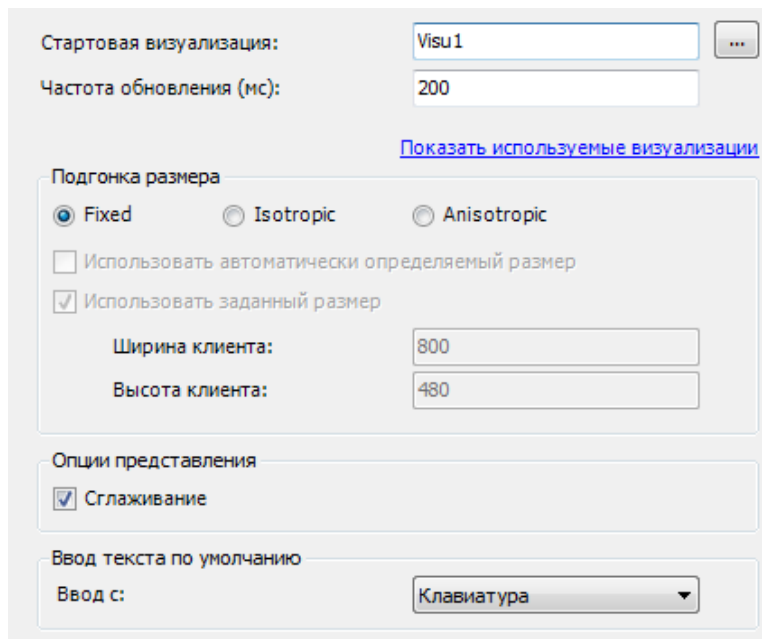 Стартовая визуализация: Visu1 ...
Частота обновления (мс): 200
Показать используемые визуализации
Подгонка размера
Fixed Isotropic Anisotropic
Использовать автоматически определяемый размер
Использовать заданный размер
Ширина клиента: 800
Высота клиента: 480
Опции представления
Сглаживание
Ввод текста по умолчанию
Ввод с: Клавиатура